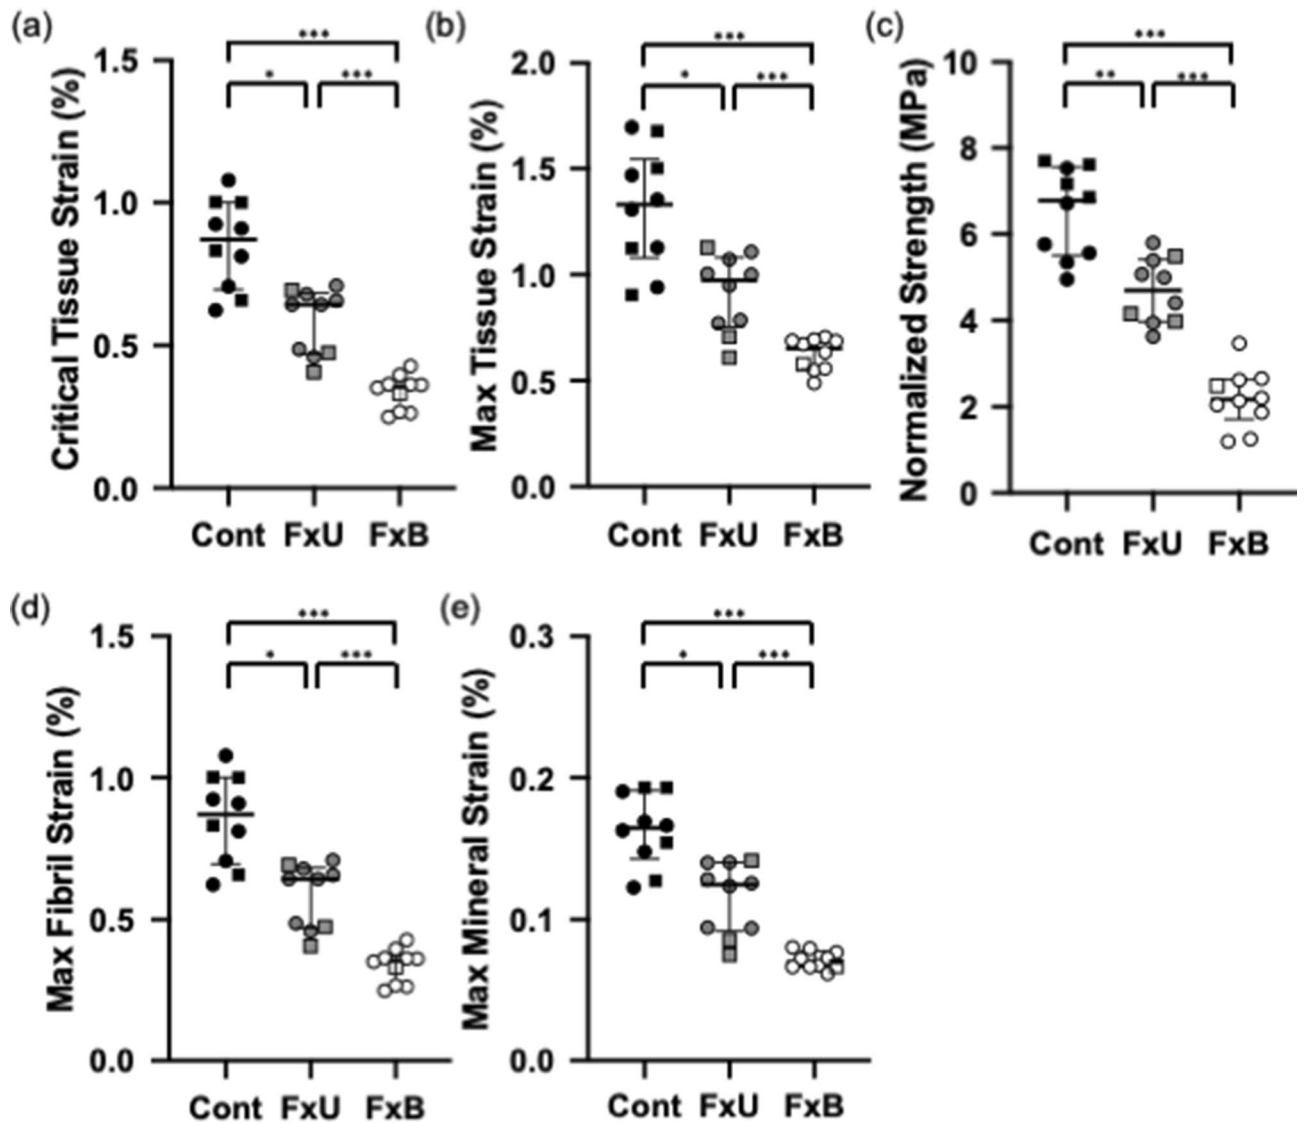 (a)
Critical Tissue Strain (%)
1.5
1.0
0.5
0.0
***
*
***
Cont FxU FxB
(b)
Max Tissue Strain (%)
2.0
1.5
1.0
0.5
0.0
***
*
***
Cont FxU FxB
(c)
Normalized Strength (MPa)
10
8
6
4
2
0
***
**
***
Cont FxU FxB
(d)
Max Fibril Strain (%)
1.5
1.0
0.5
0.0
***
*
***
Cont FxU FxB
(e)
Max Mineral Strain (%)
0.3
0.2
0.1
0.0
***
*
***
Cont FxU FxB